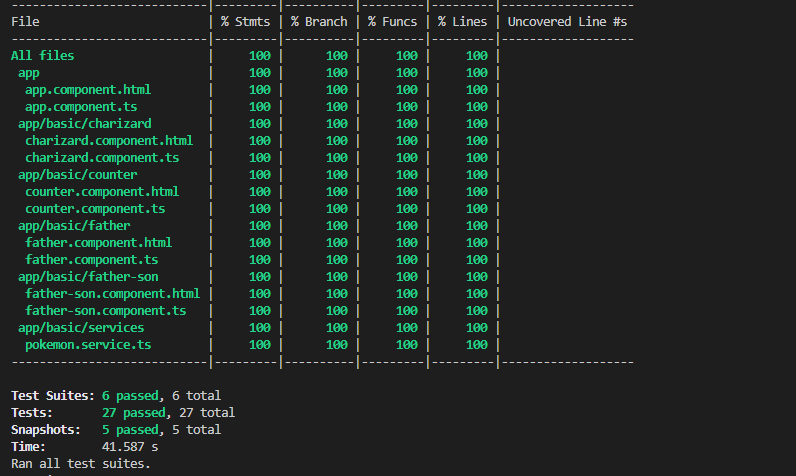 -------------------------|---------|----------|---------|---------|-------------------
File                     | % Stmts | % Branch | % Funcs | % Lines | Uncovered Line #s
-------------------------|---------|----------|---------|---------|-------------------
All files                |     100 |      100 |     100 |     100 |
 app                     |     100 |      100 |     100 |     100 |
  app.component.html     |     100 |      100 |     100 |     100 |
  app.component.ts       |     100 |      100 |     100 |     100 |
 app/basic/charizard     |     100 |      100 |     100 |     100 |
  charizard.component.html |     100 |      100 |     100 |     100 |
  charizard.component.ts |     100 |      100 |     100 |     100 |
 app/basic/counter       |     100 |      100 |     100 |     100 |
  counter.component.html |     100 |      100 |     100 |     100 |
  counter.component.ts   |     100 |      100 |     100 |     100 |
 app/basic/father        |     100 |      100 |     100 |     100 |
  father.component.html  |     100 |      100 |     100 |     100 |
  father.component.ts    |     100 |      100 |     100 |     100 |
 app/basic/father-son    |     100 |      100 |     100 |     100 |
  father-son.component.html |     100 |      100 |     100 |     100 |
  father-son.component.ts |     100 |      100 |     100 |     100 |
 app/basic/services      |     100 |      100 |     100 |     100 |
  pokemon.service.ts     |     100 |      100 |     100 |     100 |
-------------------------|---------|----------|---------|---------|-------------------
Test Suites: 6 passed, 6 total
Tests:       27 passed, 27 total
Snapshots:   5 passed, 5 total
Time:        41.587 s
Ran all test suites.